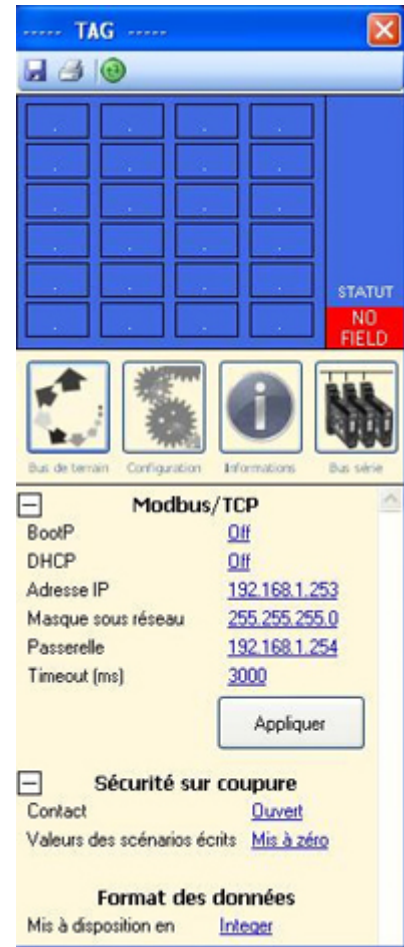 ----- TAG -----
STATUT
NO
FIELD
Bus de terrain Configuration Informations Bus série
Modbus/TCP
BootP Off
DHCP Off
Adresse IP 192.168.1.253
Masque sous réseau 255.255.255.0
Passerelle 192.168.1.254
Timeout (ms) 3000
Appliquer
Sécurité sur coupure
Contact Ouvert
Valeurs des scénarios écrits Mis à zéro
Format des données
Mis à disposition en Integer